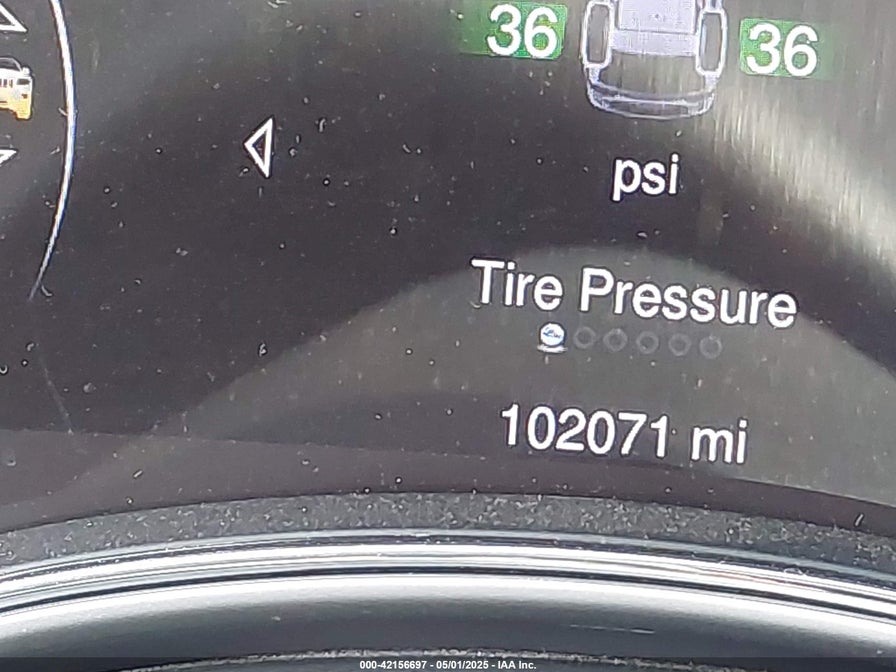 36 36
psi
Tire Pressure
102071 mi
000-42156697 - 05/01/2025 - IAA Inc.